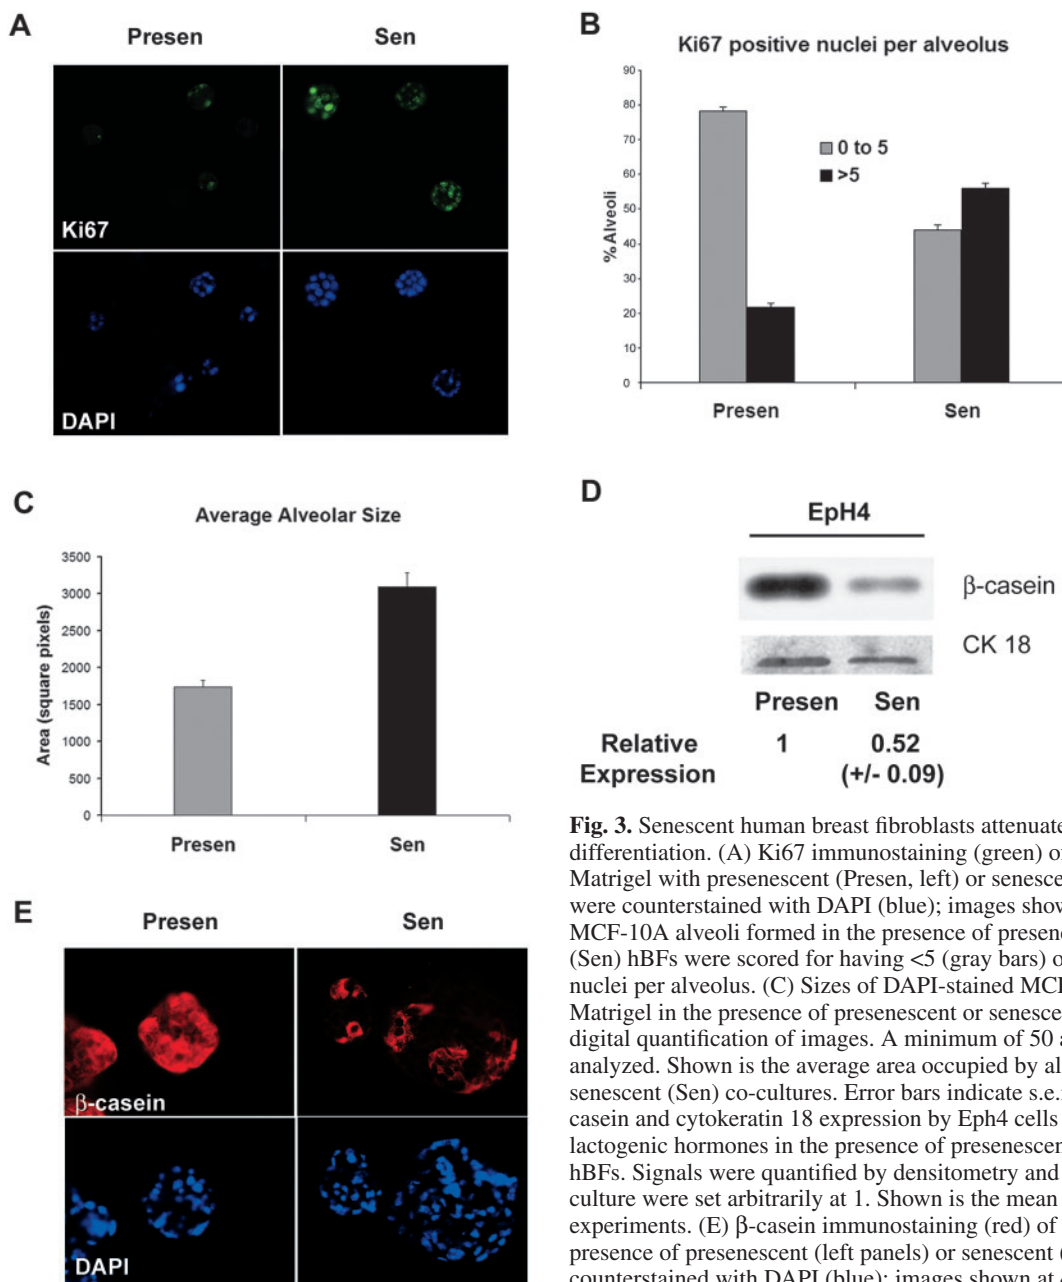 A
Presen Sen
Ki67
DAPI
B
Ki67 positive nuclei per alveolus
90
80
70
60
50
40
30
20
10
0
% Alveoli
0 to 5
>5
Presen Sen
C
Average Alveolar Size
3500
3000
2500
2000
1500
1000
500
0
Area (square pixels)
Presen Sen
D
EpH4
β-casein
CK 18
Presen Sen
Relative 1 0.52
Expression (+/- 0.09)
E
Presen Sen
β-casein
DAPI
Fig. 3. Senescent human breast fibroblasts attenuate
differentiation. (A) Ki67 immunostaining (green) o
Matrigel with presenescent (Presen, left) or senesce
were counterstained with DAPI (blue); images show
MCF-10A alveoli formed in the presence of presen
(Sen) hBFs were scored for having <5 (gray bars) o
nuclei per alveolus. (C) Sizes of DAPI-stained MC
Matrigel in the presence of presenescent or senesc
digital quantification of images. A minimum of 50 a
analyzed. Shown is the average area occupied by al
senescent (Sen) co-cultures. Error bars indicate s.e.
casein and cytokeratin 18 expression by Eph4 cells
lactogenic hormones in the presence of presenescen
hBFs. Signals were quantified by densitometry and
culture were set arbitrarily at 1. Shown is the mean
experiments. (E) β-casein immunostaining (red) of
presence of presenescent (left panels) or senescent
counterstained with DAPI (blue); images shown at